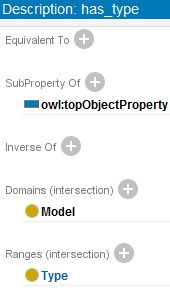 Description: has_type
Equivalent To
SubProperty Of
owl:topObjectProperty
Inverse Of
Domains (intersection)
Model
Ranges (intersection)
Type